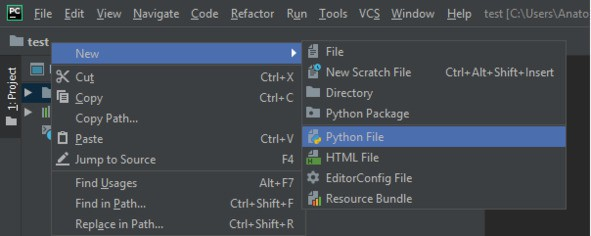 PC File Edit View Navigate Code Refactor Run Tools VCS Window Help test [C:\Users\Anato
test
New
Cut Ctrl+X
Copy Ctrl+C
Copy Path...
Paste Ctrl+V
Jump to Source F4
Find Usages Alt+F7
Find in Path... Ctrl+Shift+F
Replace in Path... Ctrl+Shift+R
File
New Scratch File Ctrl+Alt+Shift+Insert
Directory
Python Package
Python File
HTML File
EditorConfig File
Resource Bundle
1: Project